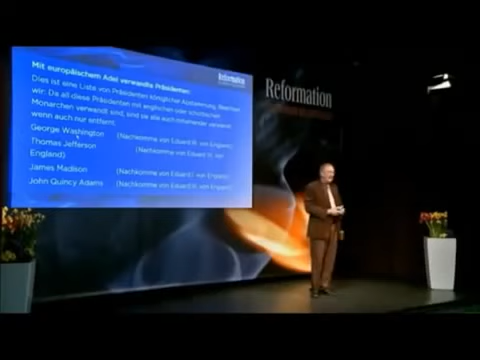 Mit europäischem Adel verwandte Präsidenten:
Reformation
Dies ist eine Liste von Präsidenten königlicher Abstammung. Beachten
wir: Da all diese Präsidenten mit englischen oder schottischen
Monarchen verwandt sind, sind sie auch miteinander verwandt,
wenn auch nur entfernt:
George Washington (Nachkomme von Eduard III. von England)
Thomas Jefferson (Nachkomme von Eduard III. von
England)
James Madison (Nachkomme von Eduard I. von England)
John Quincy Adams (Nachkomme von Eduard III. von England)
Reformation